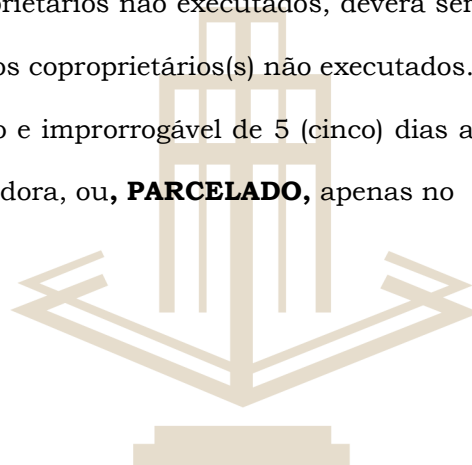 prietários não executados, deverá ser
os coproprietários(s) não executados.
o e improrrogável de 5 (cinco) dias a
dora, ou, PARCELADO, apenas no